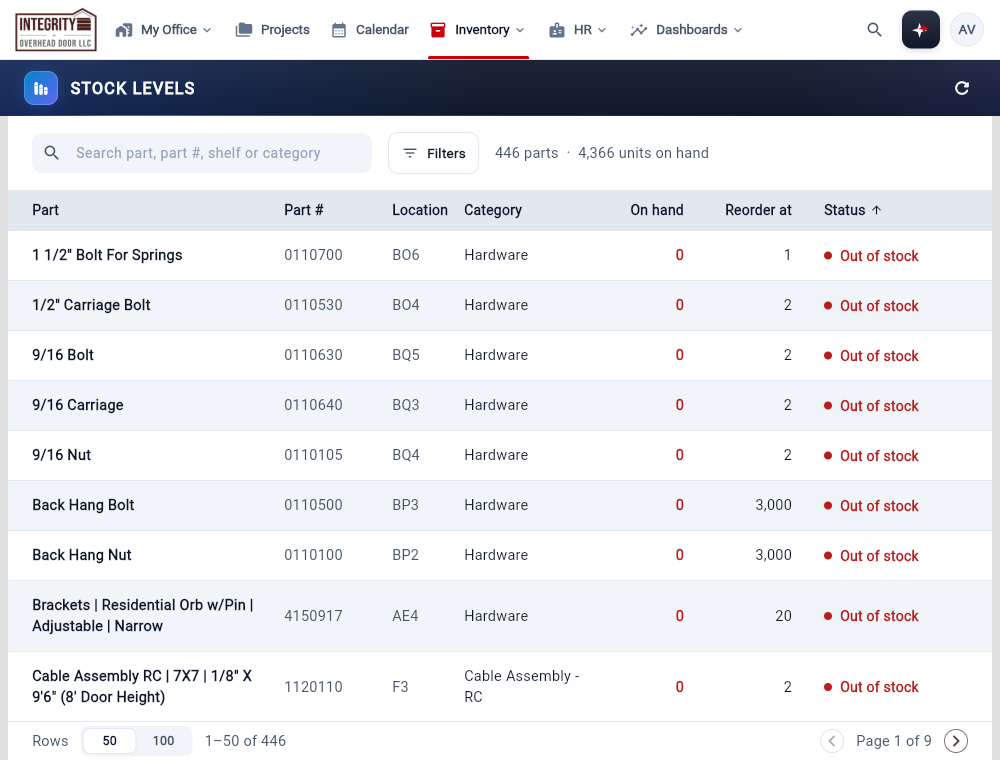 INTEGRITY
OVERHEAD DOOR LLC
My Office
Projects
Calendar
Inventory
HR
Dashboards
AV
STOCK LEVELS
Search part, part #, shelf or category
Filters
446 parts · 4,366 units on hand
Part Part # Location Category On hand Reorder at Status ↑
1 1/2" Bolt For Springs 0110700 BO6 Hardware 0 1 Out of stock
1/2" Carriage Bolt 0110530 BO4 Hardware 0 2 Out of stock
9/16 Bolt 0110630 BQ5 Hardware 0 2 Out of stock
9/16 Carriage 0110640 BQ3 Hardware 0 2 Out of stock
9/16 Nut 0110105 BQ4 Hardware 0 2 Out of stock
Back Hang Bolt 0110500 BP3 Hardware 0 3,000 Out of stock
Back Hang Nut 0110100 BP2 Hardware 0 3,000 Out of stock
Brackets | Residential Orb w/Pin |
Adjustable | Narrow
4150917 AE4 Hardware 0 20 Out of stock
Cable Assembly RC | 7X7 | 1/8" X
9'6" (8' Door Height)
1120110 F3
Cable Assembly -
RC
0 2 Out of stock
Rows 50 100 1–50 of 446 Page 1 of 9